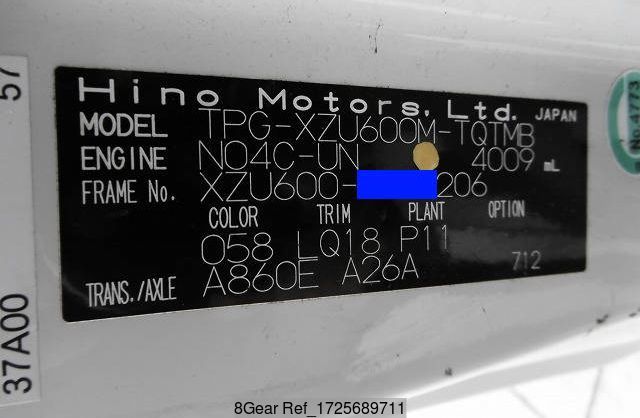 Hino Motors, Ltd. JAPAN
MODEL TPG-XZU600M-TQTMB
ENGINE N04C-UN 4009 mL
FRAME No. XZU600- 206
COLOR TRIM PLANT OPTION
058 LQ18 P11
TRANS./AXLE A860E A26A 712
57
37A00
8Gear Ref_1725689711